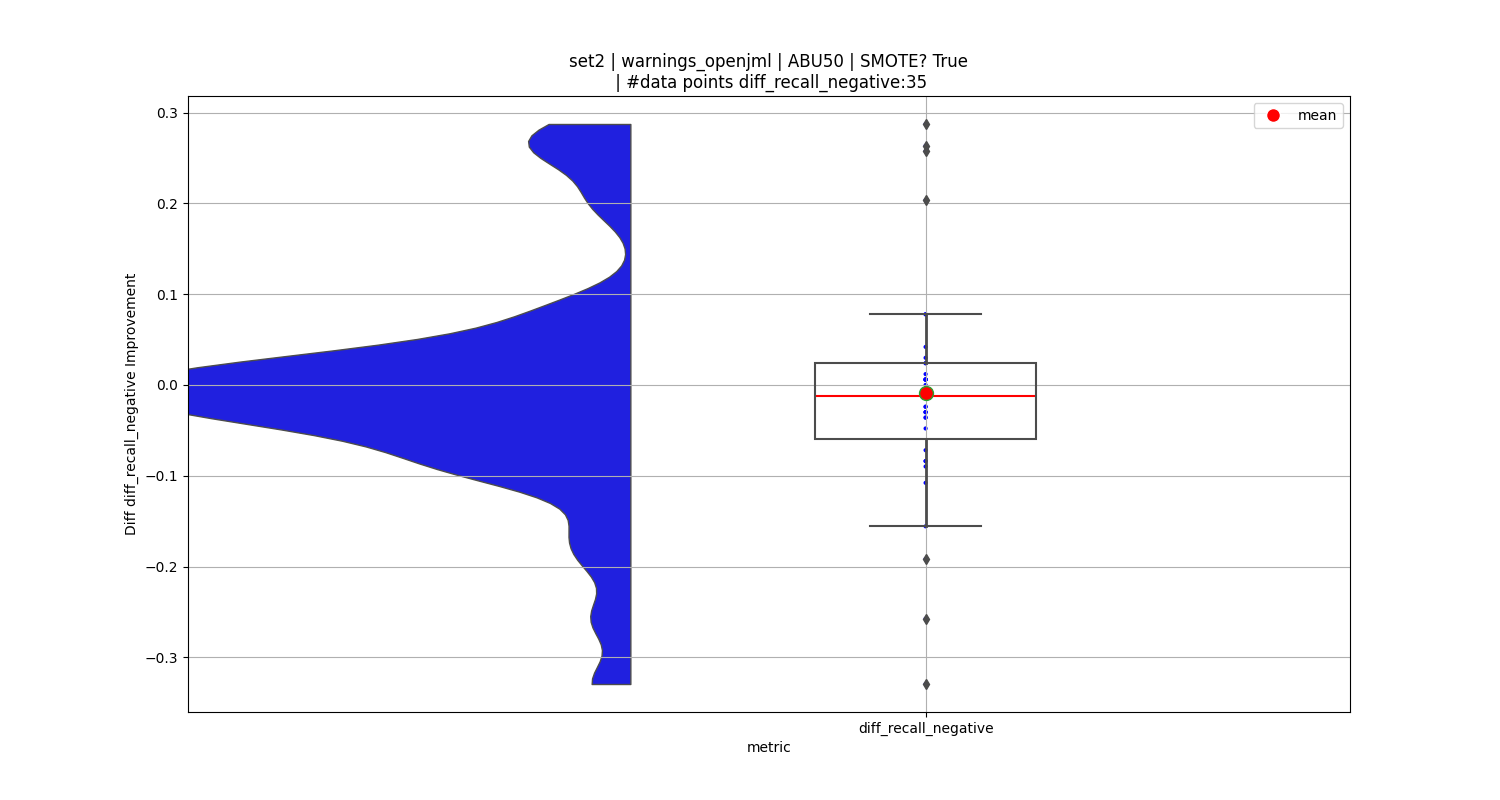 set2 | warnings_openjml | ABU50 | SMOTE? True
| #data points diff_recall_negative:35
mean
0.3
0.2
0.1
0.0
−0.1
−0.2
−0.3
Diff diff_recall_negative Improvement
diff_recall_negative
metric